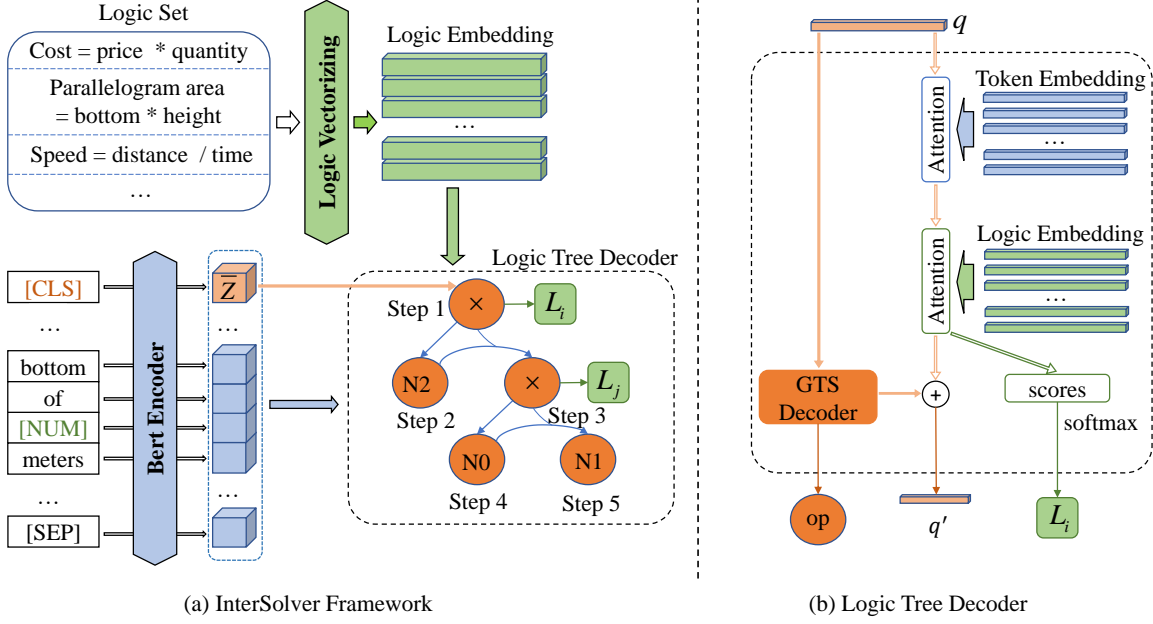 Logic Set
Cost = price * quantity
Parallelogram area
= bottom * height
Speed = distance / time
…
Logic Vectorizing
Logic Embedding
…
[CLS]
…
bottom
of
[NUM]
meters
…
[SEP]
Bert Encoder
Z̅
…
…
Logic Tree Decoder
×
Step 1
L_i
N2
Step 2
×
Step 3
L_j
N0
Step 4
N1
Step 5
(a) InterSolver Framework
q
Token Embedding
Attention
…
Logic Embedding
Attention
…
GTS
Decoder
+
scores
softmax
op
q′
L_i
(b) Logic Tree Decoder